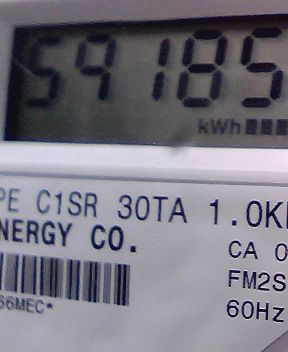 59185
kWh
PE C1SR 30TA 1.0K
NERGY CO.
CA 0
FM2S
66MEC*
60Hz